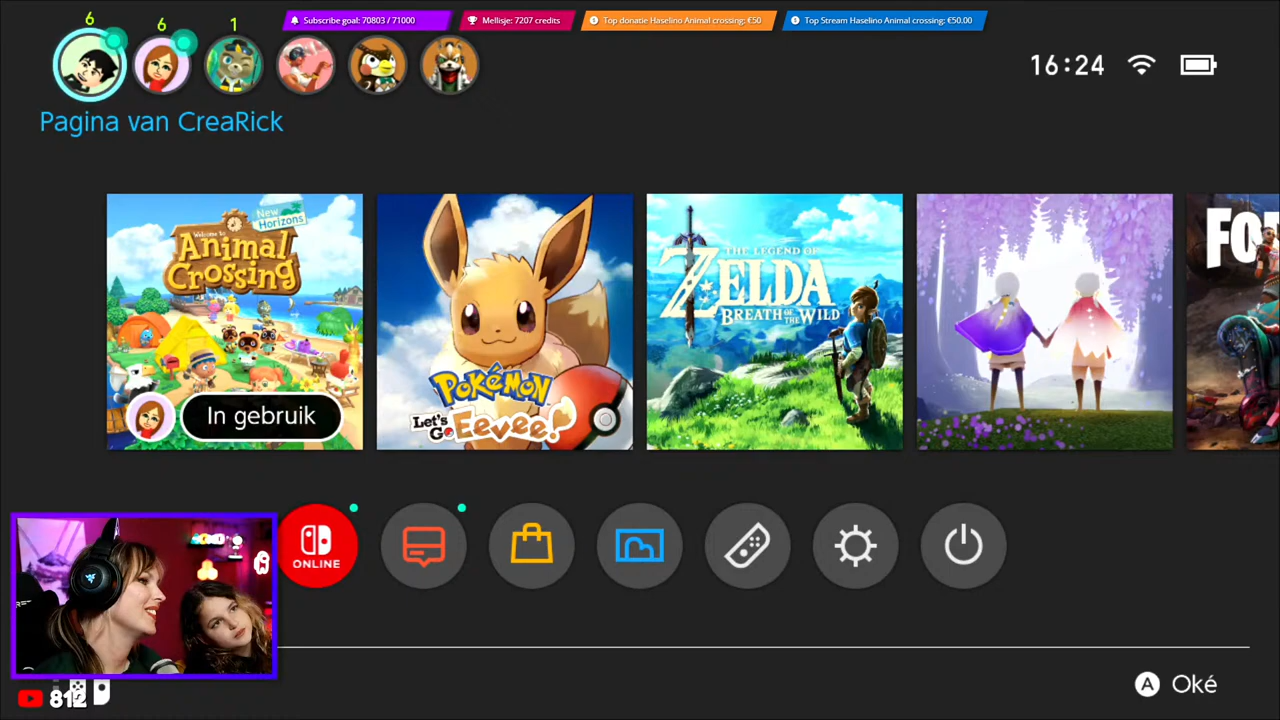 Subscribe goal: 70803 / 71000
Mellisje: 7207 credits
Top donatie Haselino Animal crossing: €50
Top Stream Haselino Animal crossing: €50.00
6
6
1
16:24
Pagina van CreaRick
New
Horizons
Welcome to
Animal
Crossing
In gebruik
POKÉMON
Let's
Go
Eevee!
THE LEGEND OF
ZELDA
BREATH OF THE WILD
FO
ONLINE
812
A Oké